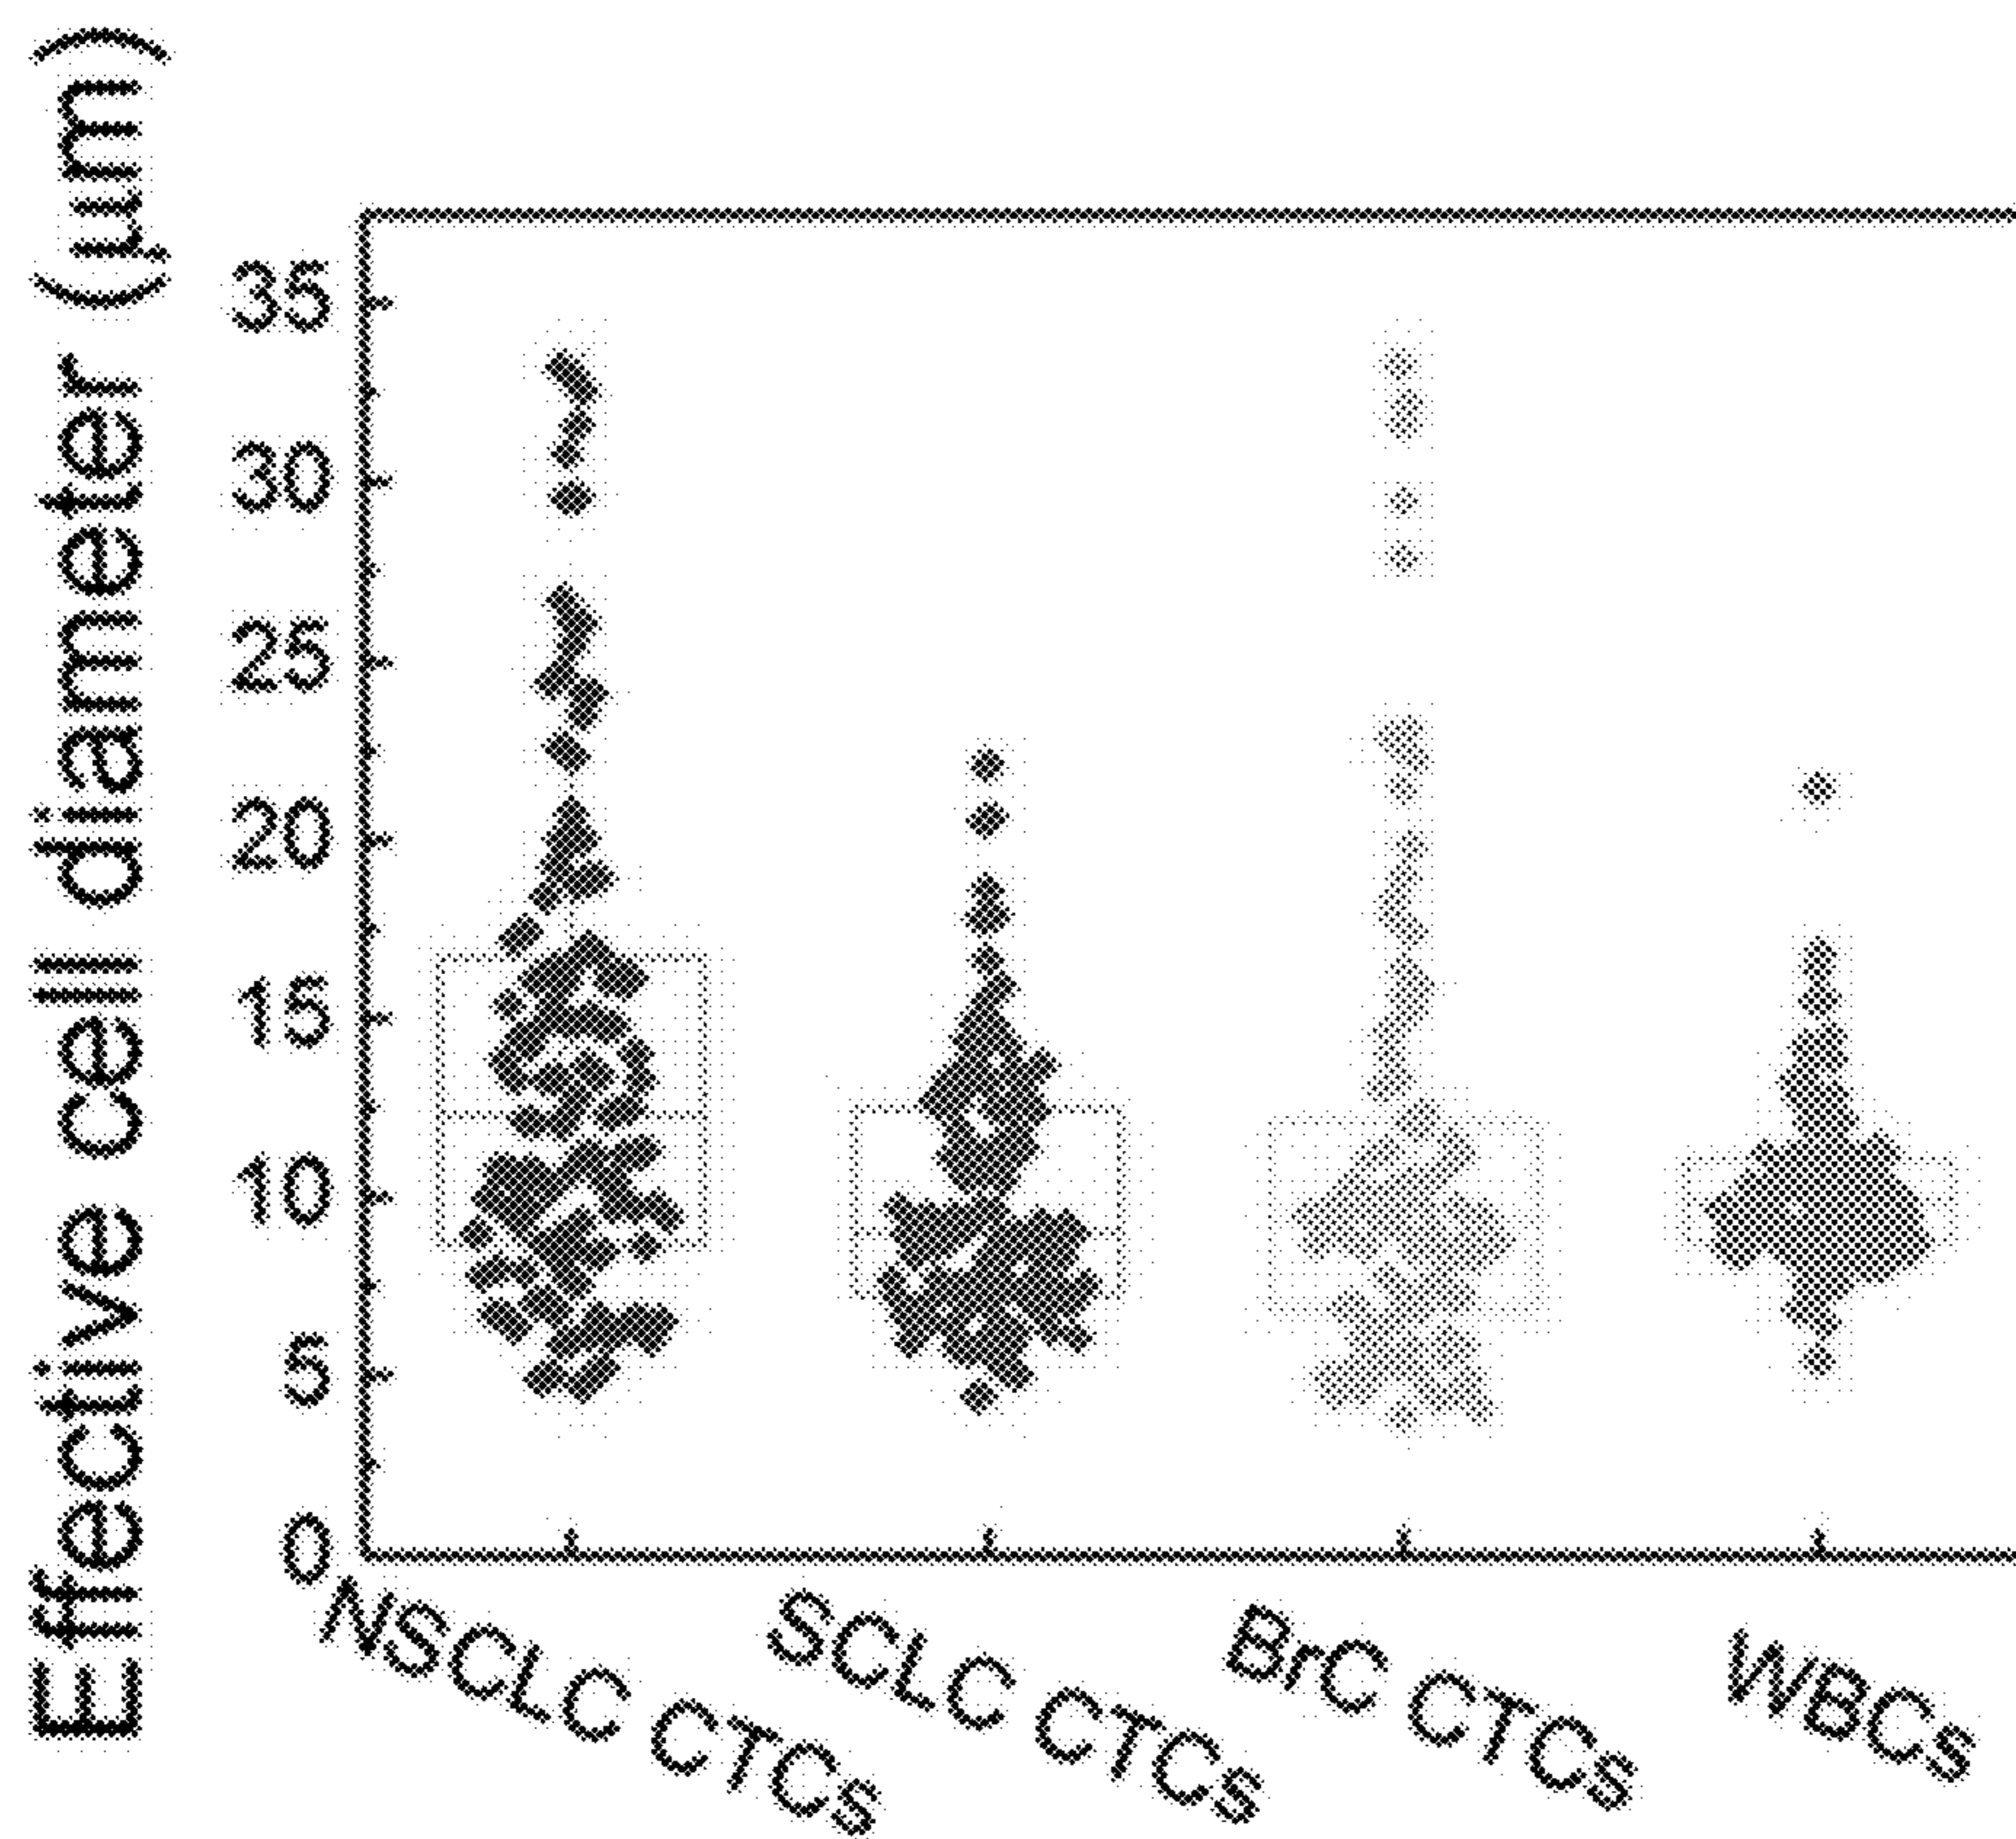 Effective cell diameter (µm)
35
30
25
20
15
10
5
0
NSCLC CTCs
SCLC CTCs
BrC CTCs
WBCs